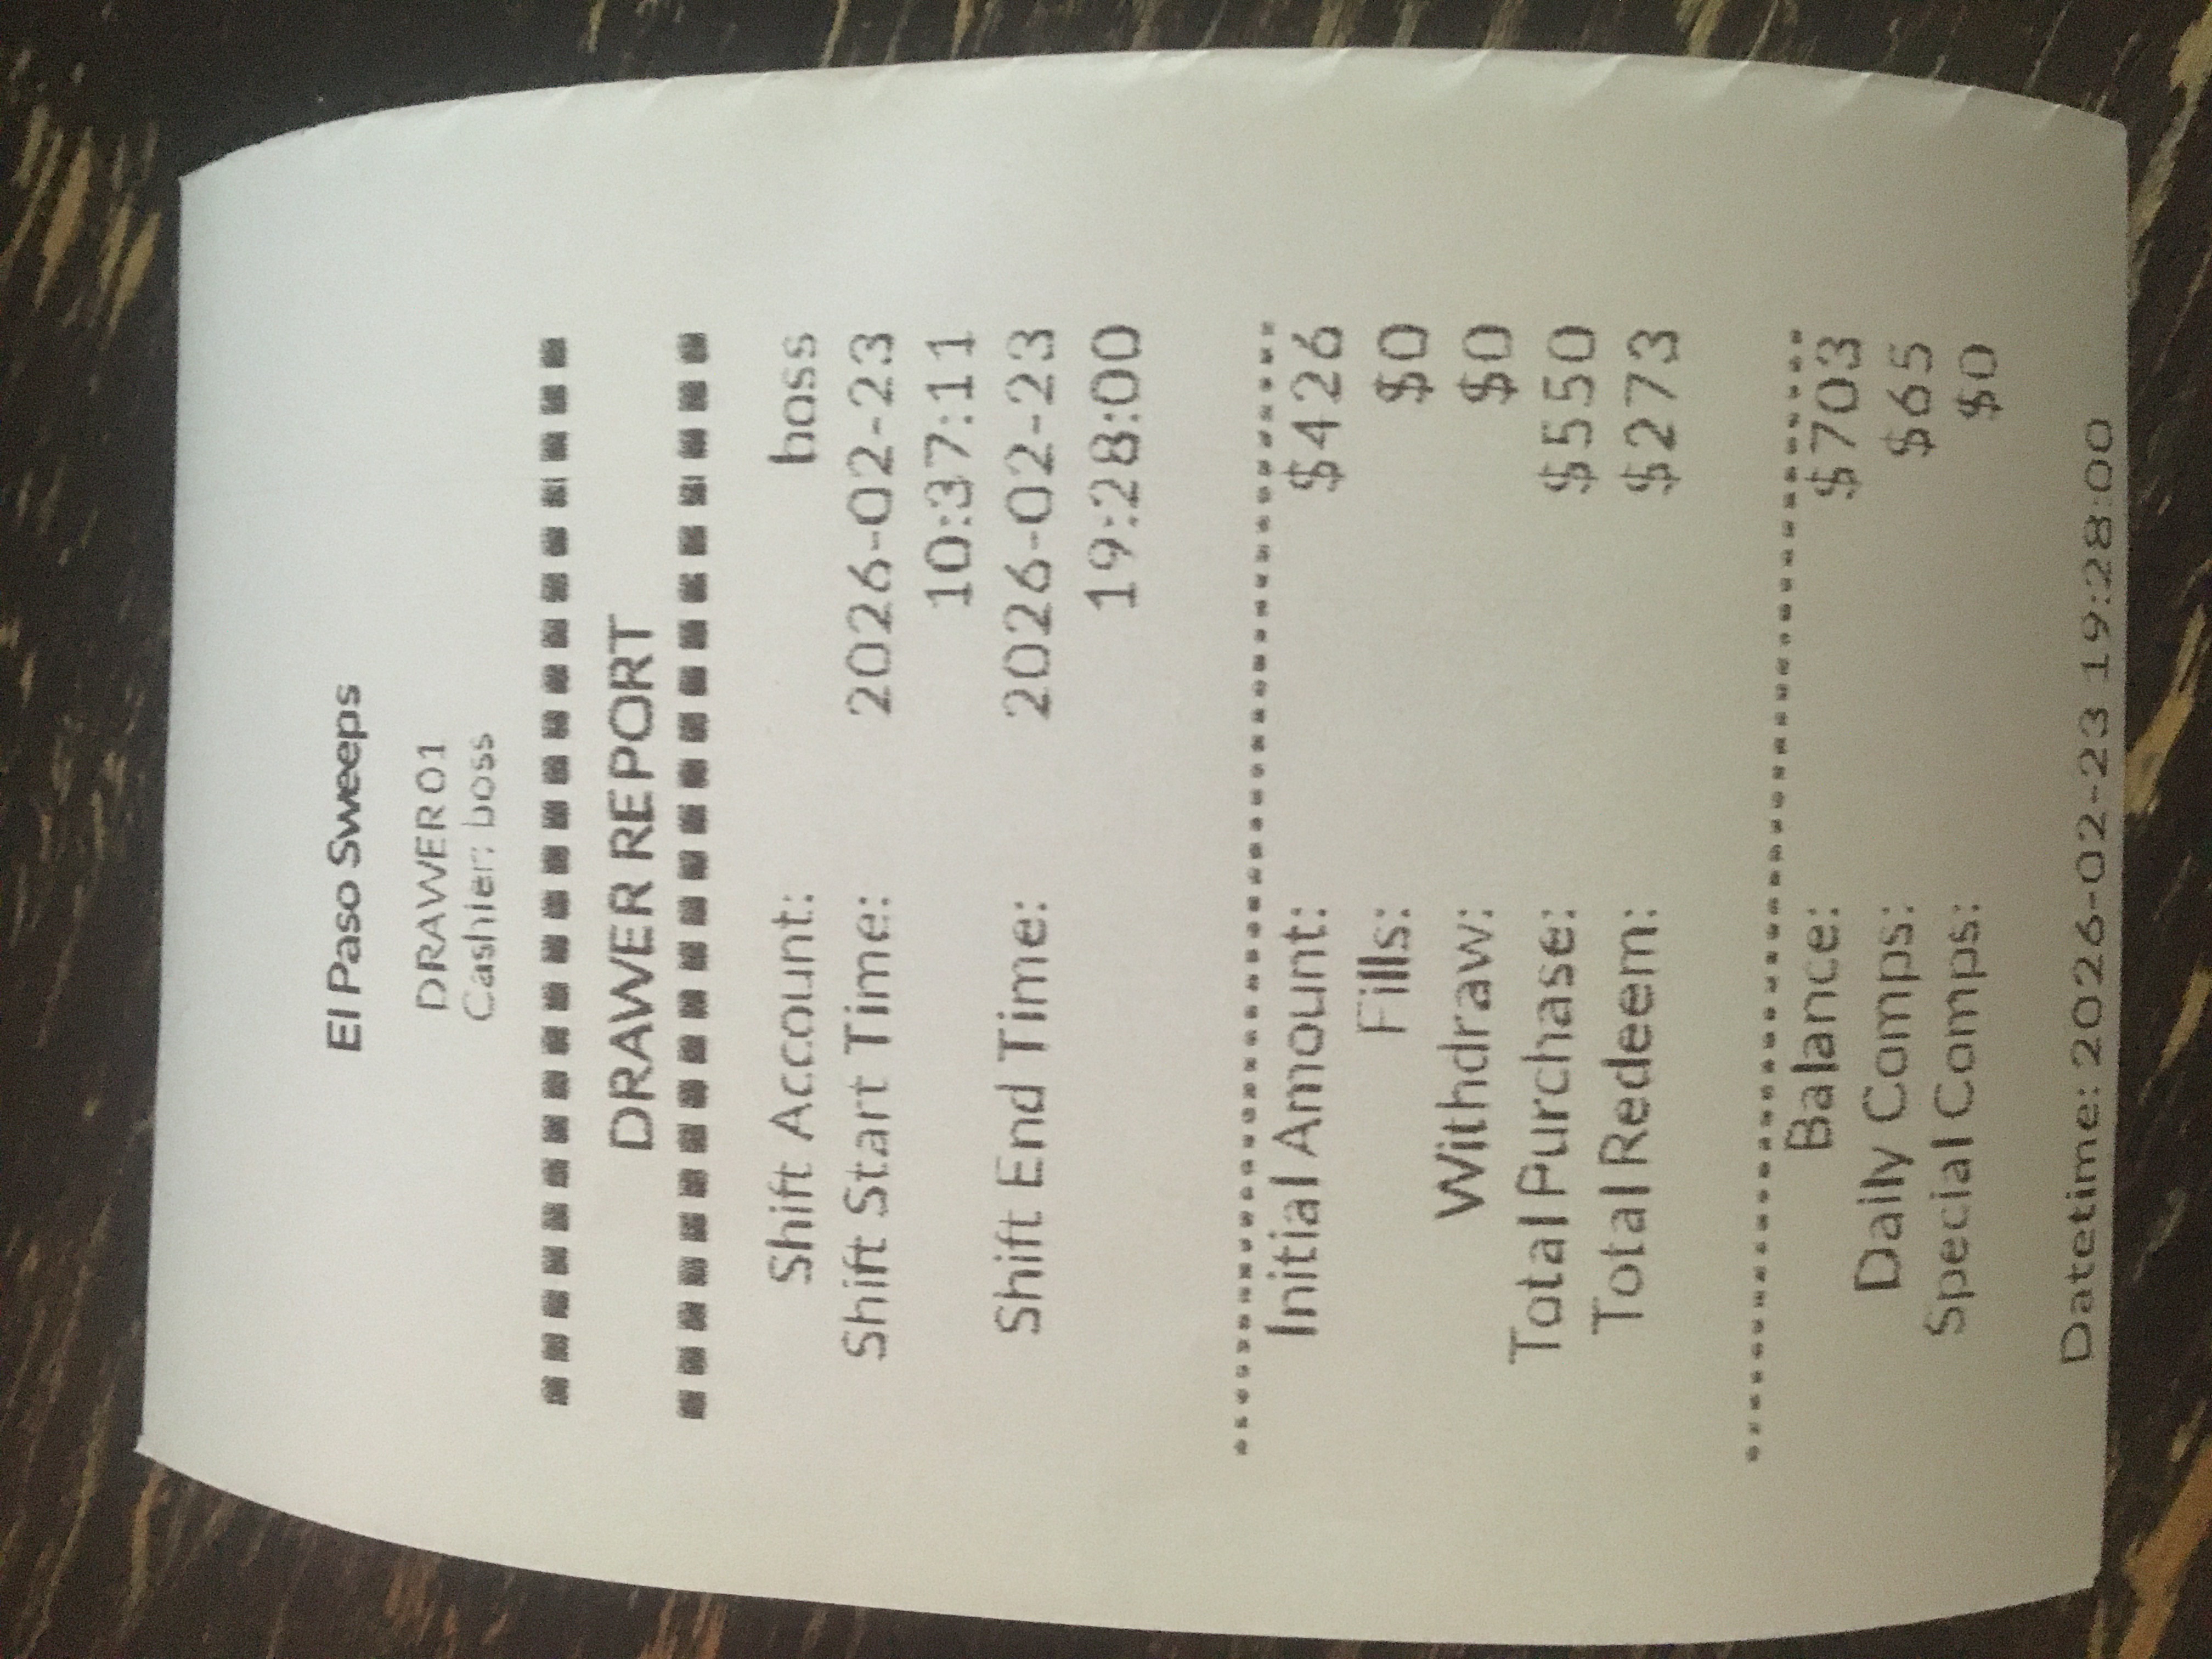 El Paso Sweeps
DRAWER01
Cashier: boss
DRAWER REPORT
Shift Account: boss
Shift Start Time: 2026-02-23
10:37:11
Shift End Time: 2026-02-23
19:28:00
Initial Amount: $426
Fills: $0
Withdraw: $0
Total Purchase: $550
Total Redeem: $273
Balance: $703
Daily Comps: $65
Special Comps: $0
Datetime: 2026-02-23 19:28:00